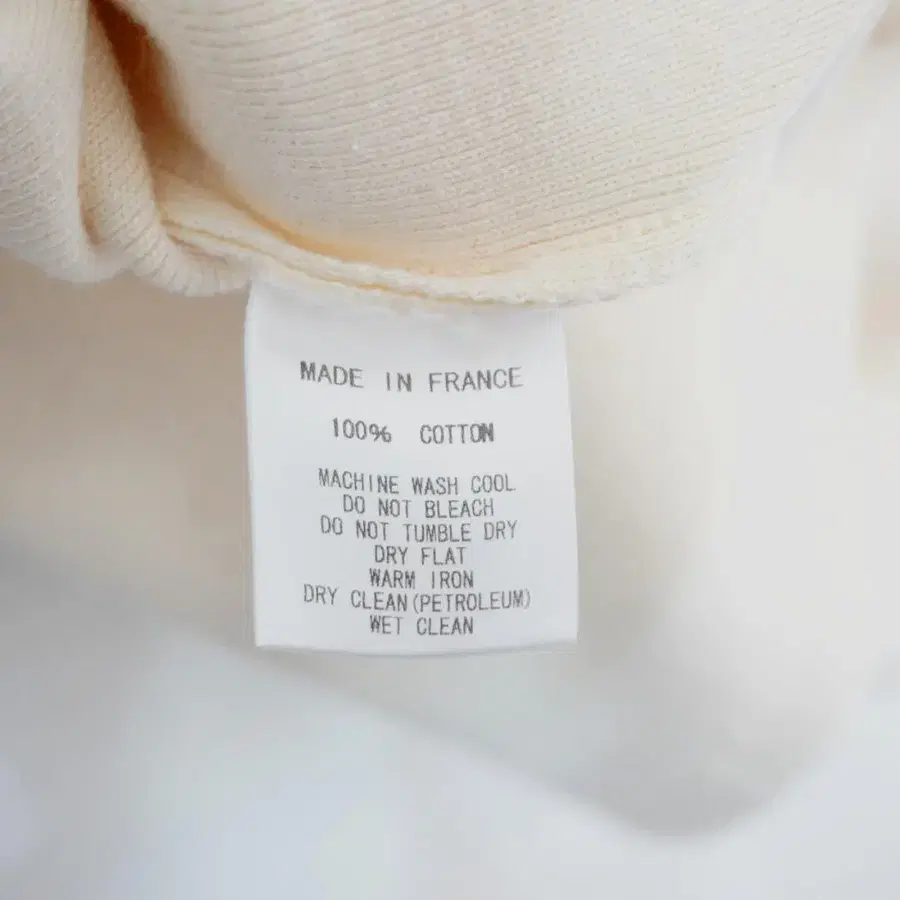 MADE IN FRANCE
100% COTTON
MACHINE WASH COOL
DO NOT BLEACH
DO NOT TUMBLE DRY
DRY FLAT
WARM IRON
DRY CLEAN(PETROLEUM)
WET CLEAN